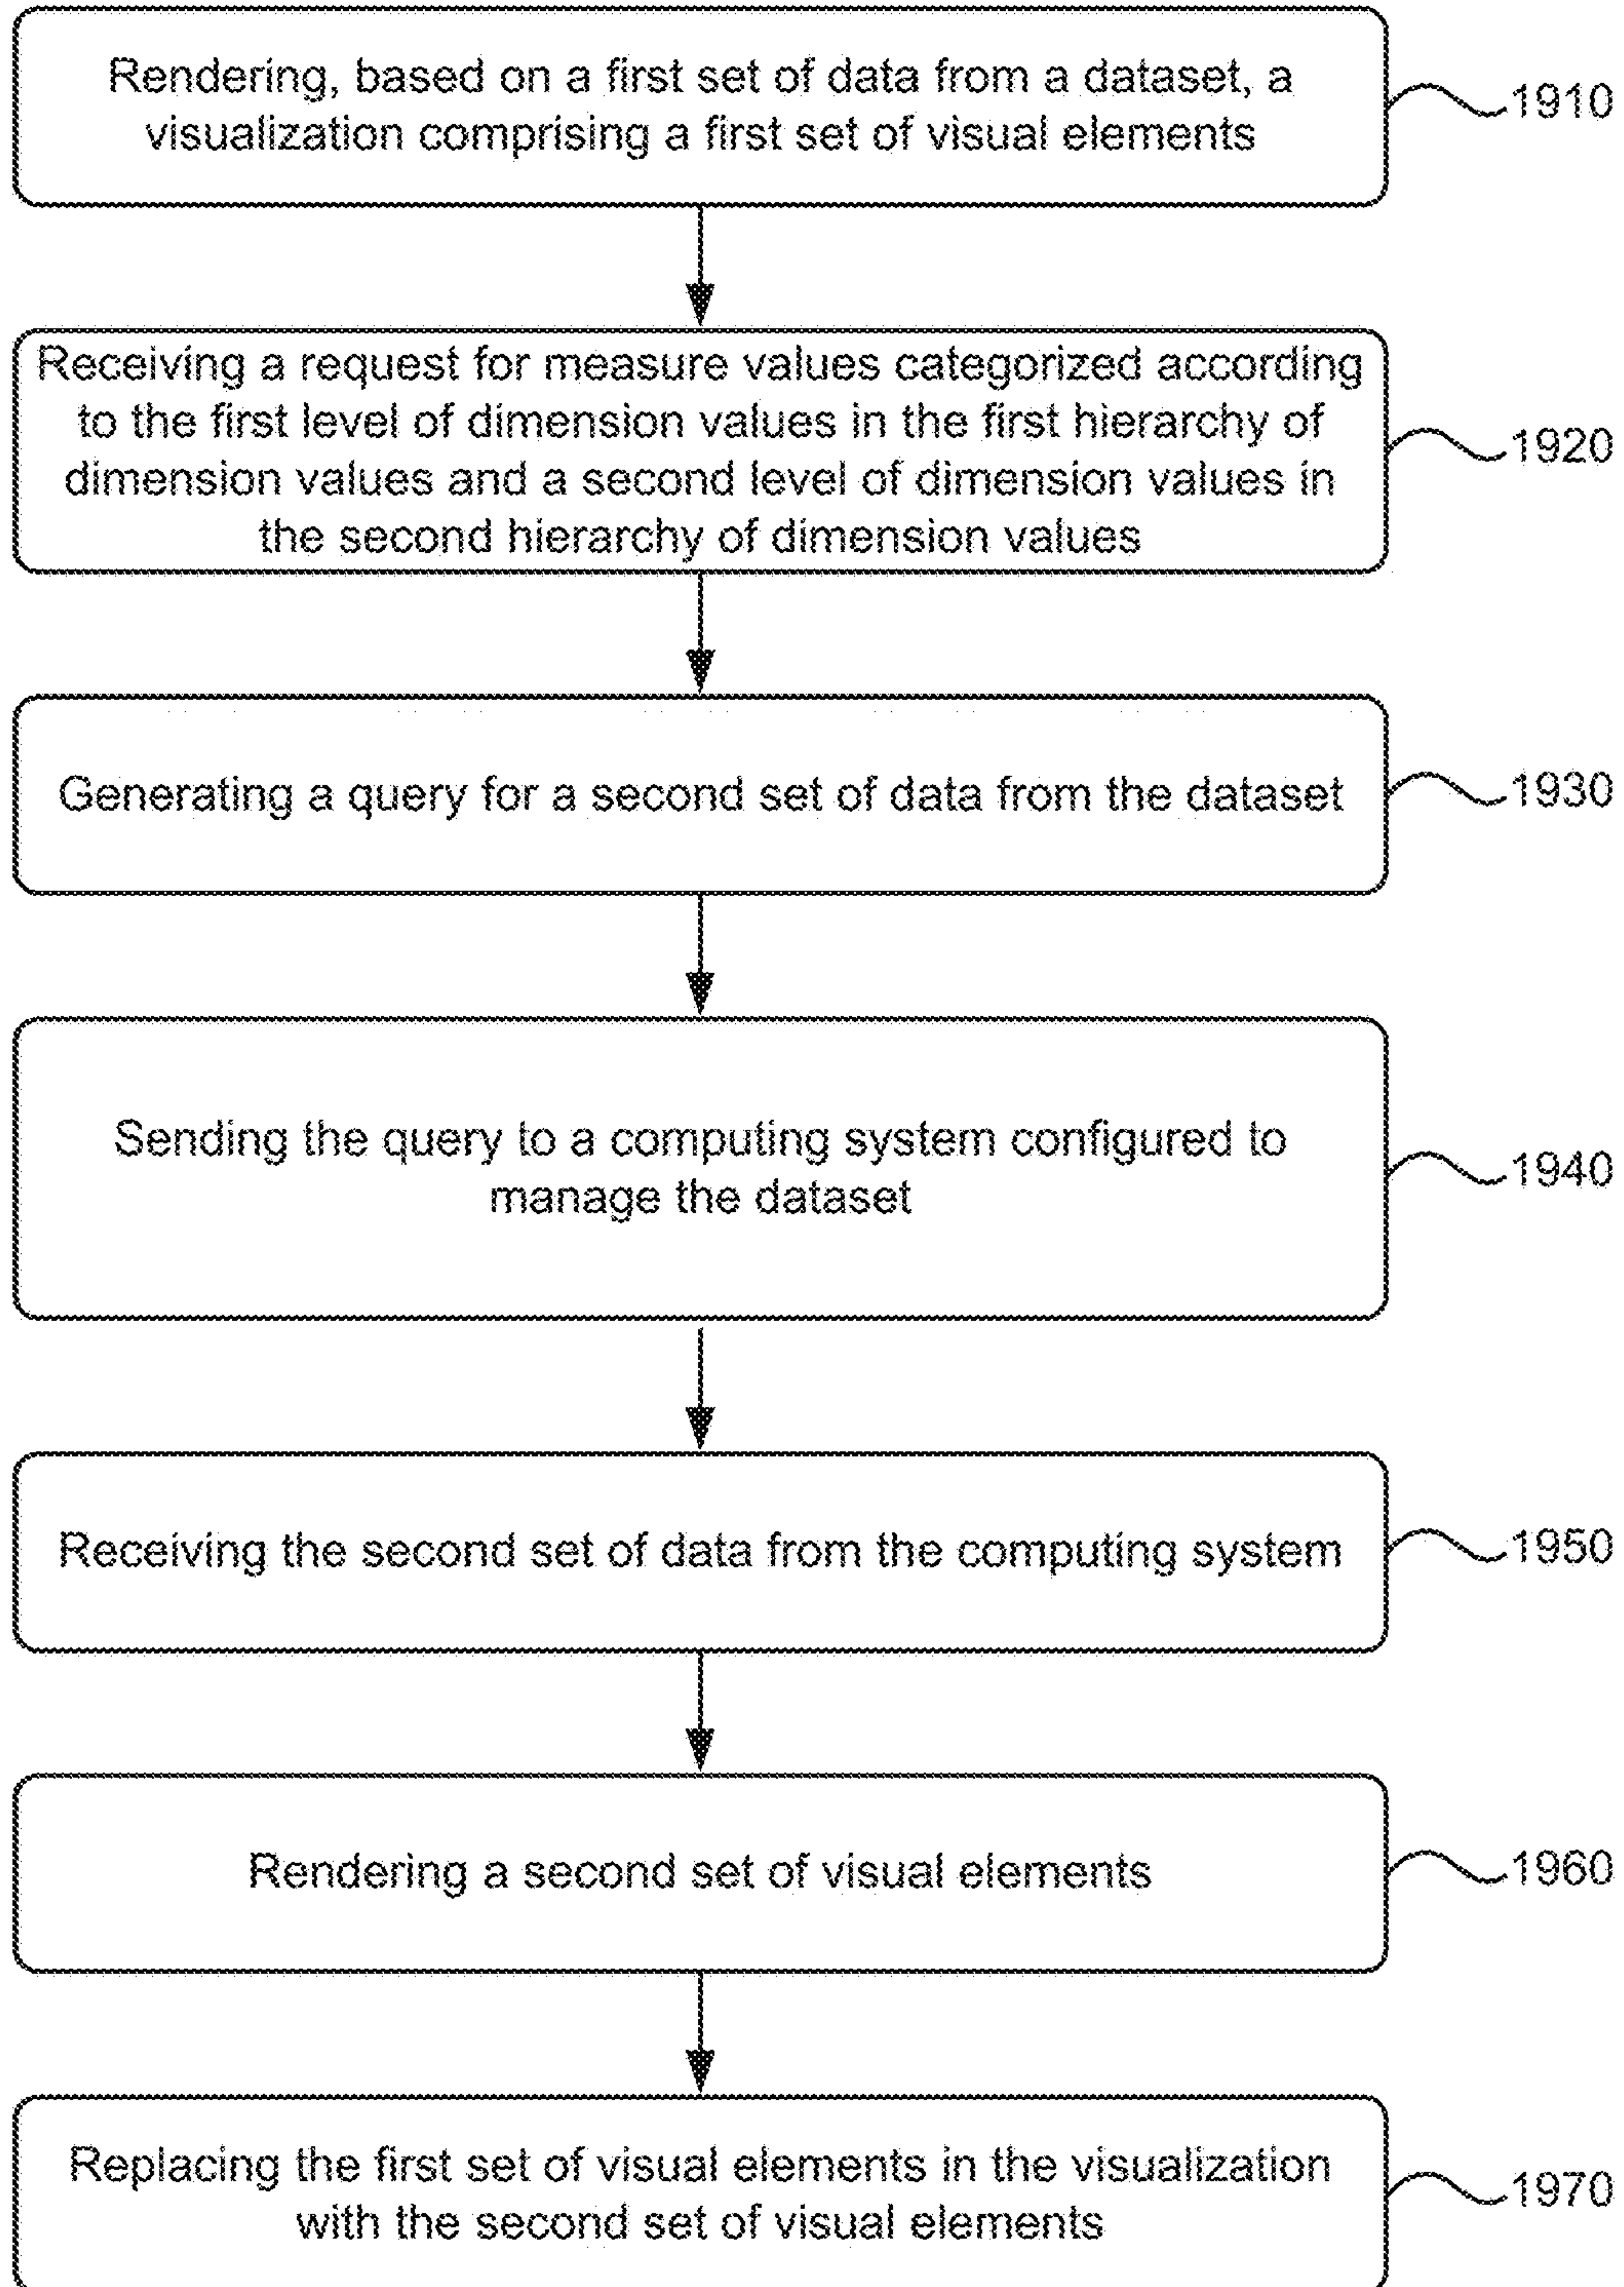 Rendering, based on a first set of data from a dataset, a
visualization comprising a first set of visual elements
1910
Receiving a request for measure values categorized according
to the first level of dimension values in the first hierarchy of
dimension values and a second level of dimension values in
the second hierarchy of dimension values
1920
Generating a query for a second set of data from the dataset
1930
Sending the query to a computing system configured to
manage the dataset
1940
Receiving the second set of data from the computing system
1950
Rendering a second set of visual elements
1960
Replacing the first set of visual elements in the visualization
with the second set of visual elements
1970